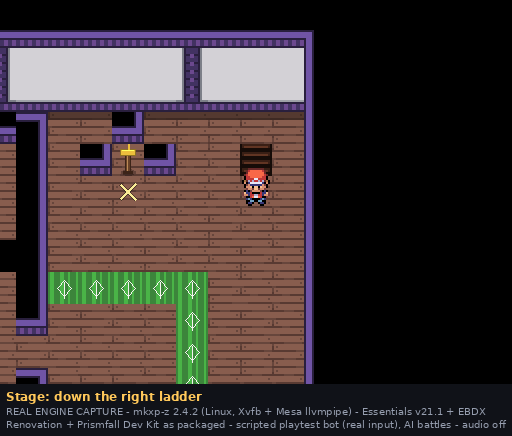 Stage: down the right ladder
REAL ENGINE CAPTURE - mkxp-z 2.4.2 (Linux, Xvfb + Mesa llvmpipe) - Essentials v21.1 + EBDX
Renovation + Prismfall Dev Kit as packaged - scripted playtest bot (real input), AI battles - audio off